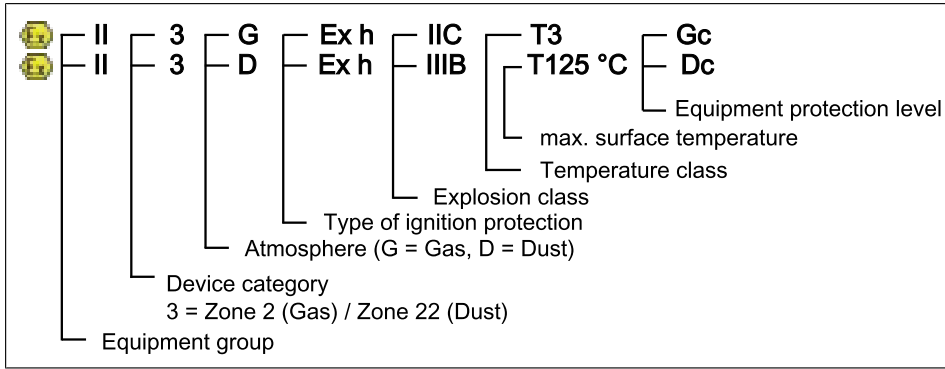 Ex II 3 G Ex h IIC T3 Gc
Ex II 3 D Ex h IIIB T125 °C Dc
Equipment protection level
max. surface temperature
Temperature class
Explosion class
Type of ignition protection
Atmosphere (G = Gas, D = Dust)
Device category
3 = Zone 2 (Gas) / Zone 22 (Dust)
Equipment group